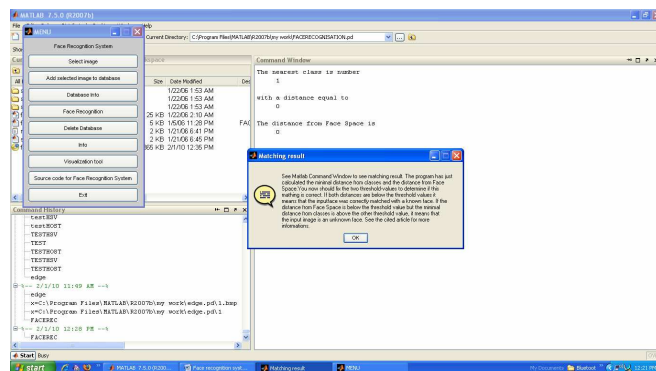 MATLAB 7.5.0 (R2007b)
File
Help
Current Directory: C:\Program Files\MATLAB\R2007b\my work\FACERECOGNISATION.pd
MENU
Face Recognition System
Select image
Add selected image to database
Database Info
Face Recognition
Delete Database
Info
Visualization tool
Source code for Face Recognition System
Exit
Size Date Modified
1/22/06 1:53 AM
1/22/06 1:53 AM
1/22/06 1:53 AM
25 KB 1/22/06 2:10 AM
5 KB 1/5/06 11:28 PM
2 KB 1/21/06 6:41 PM
2 KB 1/21/06 6:45 PM
865 KB 2/1/10 12:35 PM
Command Window
The nearest class is number
1
with a distance equal to
0
The distance from Face Space is
0
Matching result
See Matlab Command Window to see matching result. The program has just
calculated the minimal distance from classes and the distance from Face
Space. You now should fix the two threshold values to determine if this
mathing is correct. If both distances are below the threshold values it
means that the input face was correctly matched with a known face. If the
distance from Face Space is below the threshold value but the minimal
distance from classes is above the other threshold value, it means that
the input image is an unknown face. See the cited article for more
informations.
OK
Command History
testHSV
testHOST
TESTHSV
TEST
TESTHOST
TESTHSV
TESTHOST
edge
%-- 2/1/10 11:49 AM --%
edge
x=C:\Program Files\MATLAB\R2007b\my work\edge.pd\1.bmp
x=C:\Program Files\MATLAB\R2007b\my work\edge.pd\1
FACEREC
%-- 2/1/10 12:28 PM --%
FACEREC
Start Busy
start
MATLAB 7.5.0 (R200...
Face recognition syst...
Matching result
MENU
My Documents
Bluetoot
12:21 PM